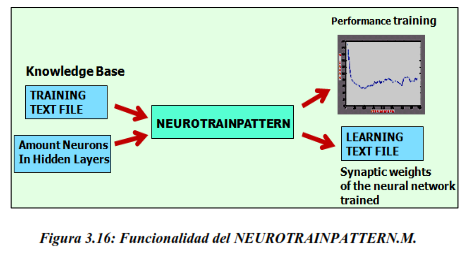 Performance training
Knowledge Base
TRAINING
TEXT FILE
NEUROTRAINPATTERN
Amount Neurons
In Hidden Layers
LEARNING
TEXT FILE
Synaptic weights
of the neural network
trained
Figura 3.16: Funcionalidad del NEUROTRAINPATTERN.M.